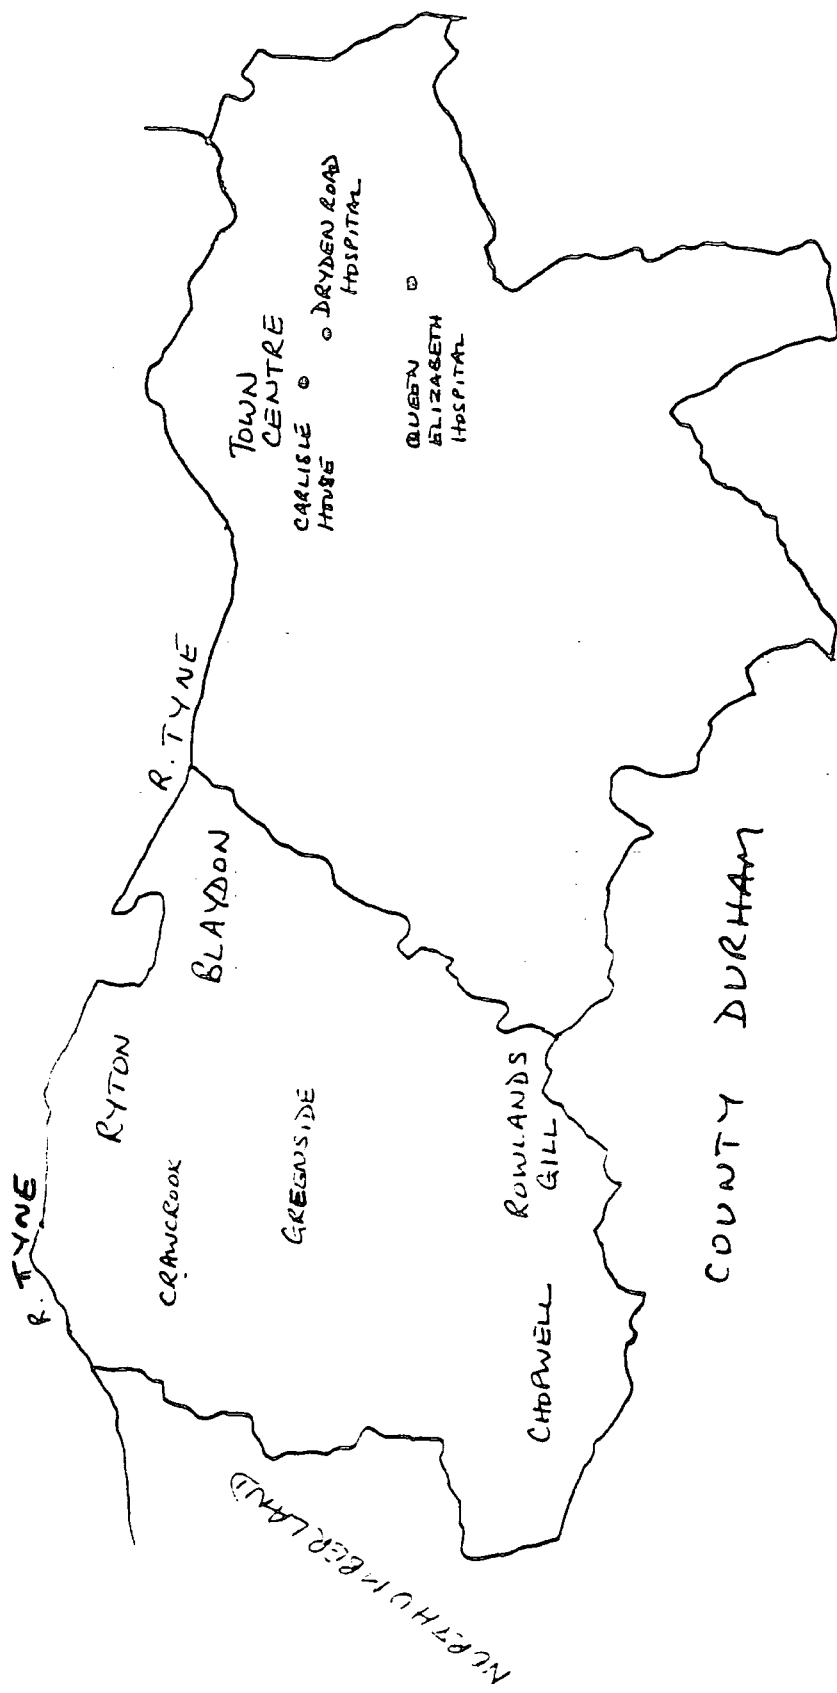 R. TYNE
R. TYNE
RYTON
CRAWCROOK
BLAYDON
GREENSIDE
TOWN
CENTRE
CARLISLE
HOUSE
DRYDEN ROAD
HOSPITAL
QUEEN
ELIZABETH
HOSPITAL
ROWLANDS
GILL
CHOPWELL
NORTHUMBERLAND
COUNTY DURHAM